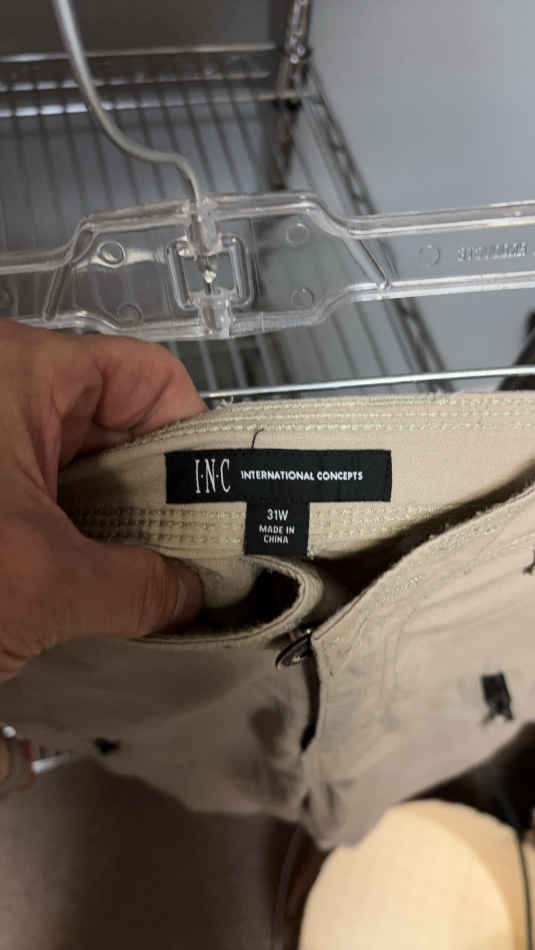 I·N·C INTERNATIONAL CONCEPTS
31W
MADE IN
CHINA